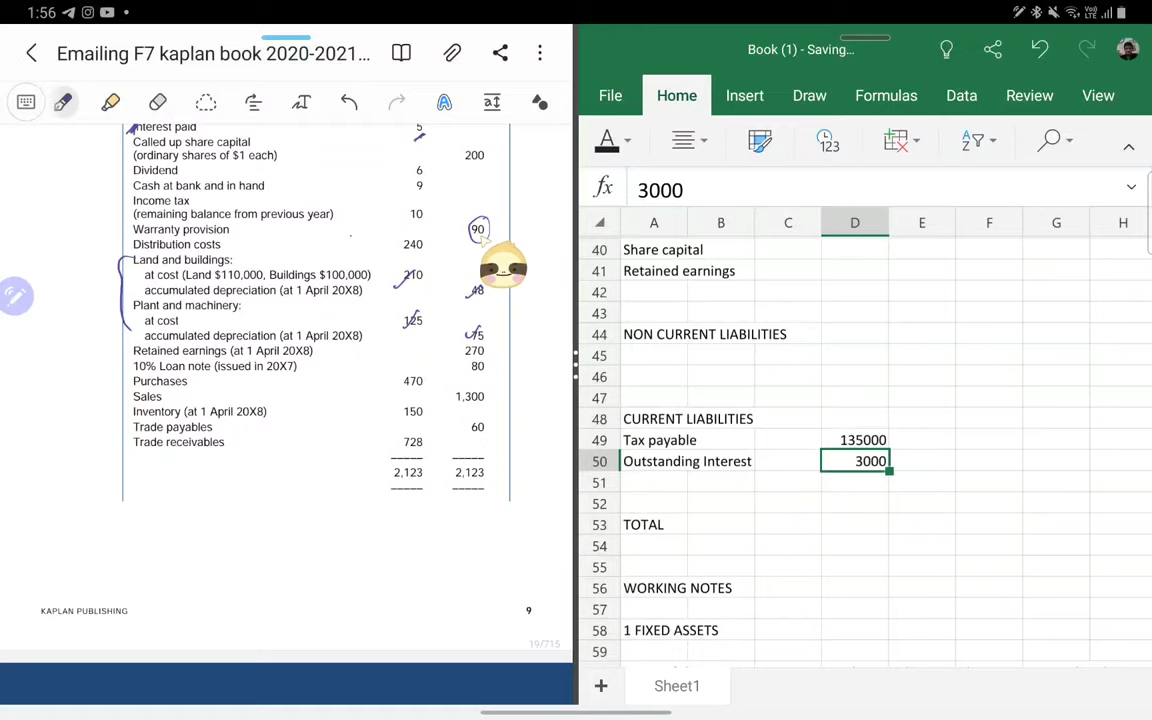 1:56
Emailing F7 kaplan book 2020-2021...
Interest paid 5
Called up share capital
(ordinary shares of $1 each) 200
Dividend 6
Cash at bank and in hand 9
Income tax
(remaining balance from previous year) 10
Warranty provision 90
Distribution costs 240
Land and buildings:
at cost (Land $110,000, Buildings $100,000) 210
accumulated depreciation (at 1 April 20X8) 48
Plant and machinery:
at cost 125
accumulated depreciation (at 1 April 20X8) 75
Retained earnings (at 1 April 20X8) 270
10% Loan note (issued in 20X7) 80
Purchases 470
Sales 1,300
Inventory (at 1 April 20X8) 150
Trade payables 60
Trade receivables 728
2,123 2,123
KAPLAN PUBLISHING 9
19/715
Book (1) - Saving...
File Home Insert Draw Formulas Data Review View
A 123
fx 3000
A B C D E F G H
40 Share capital
41 Retained earnings
42
43
44 NON CURRENT LIABILITIES
45
46
47
48 CURRENT LIABILITIES
49 Tax payable 135000
50 Outstanding Interest 3000
51
52
53 TOTAL
54
55
56 WORKING NOTES
57
58 1 FIXED ASSETS
59
+ Sheet1